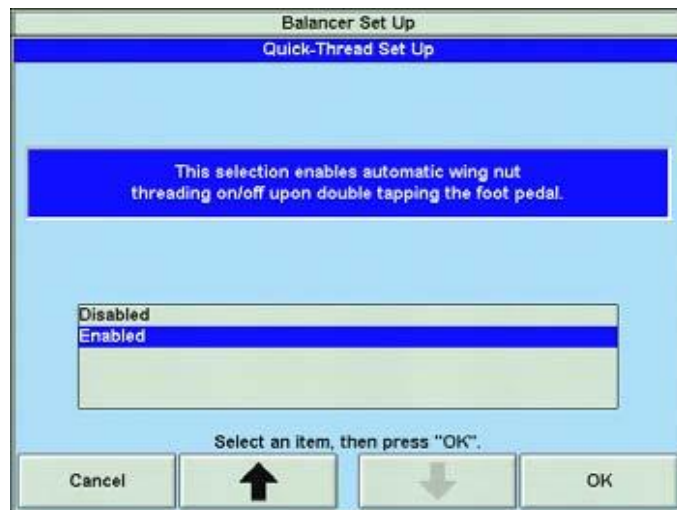 Balancer Set Up
Quick-Thread Set Up
This selection enables automatic wing nut
threading on/off upon double tapping the foot pedal.
Disabled
Enabled
Select an item, then press "OK".
Cancel
OK